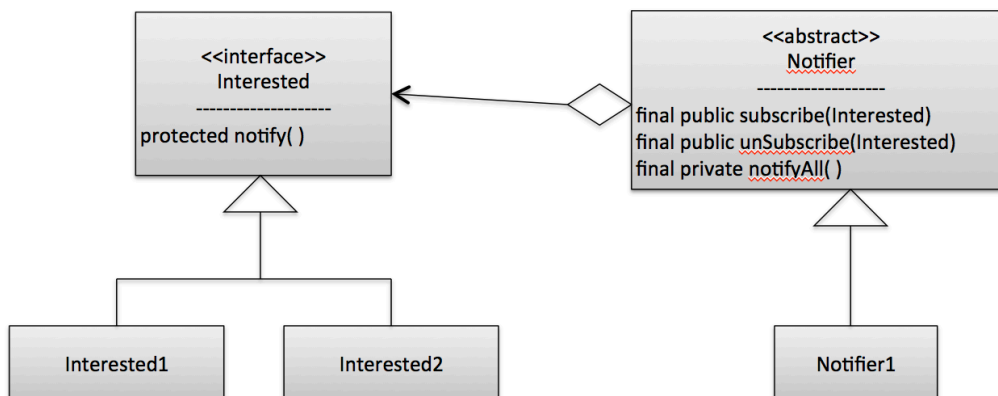 <<interface>>
Interested
--------------------
protected notify( )
<<abstract>>
Notifier
-------------------
final public subscribe(Interested)
final public unSubscribe(Interested)
final private notifyAll( )
Interested1
Interested2
Notifier1